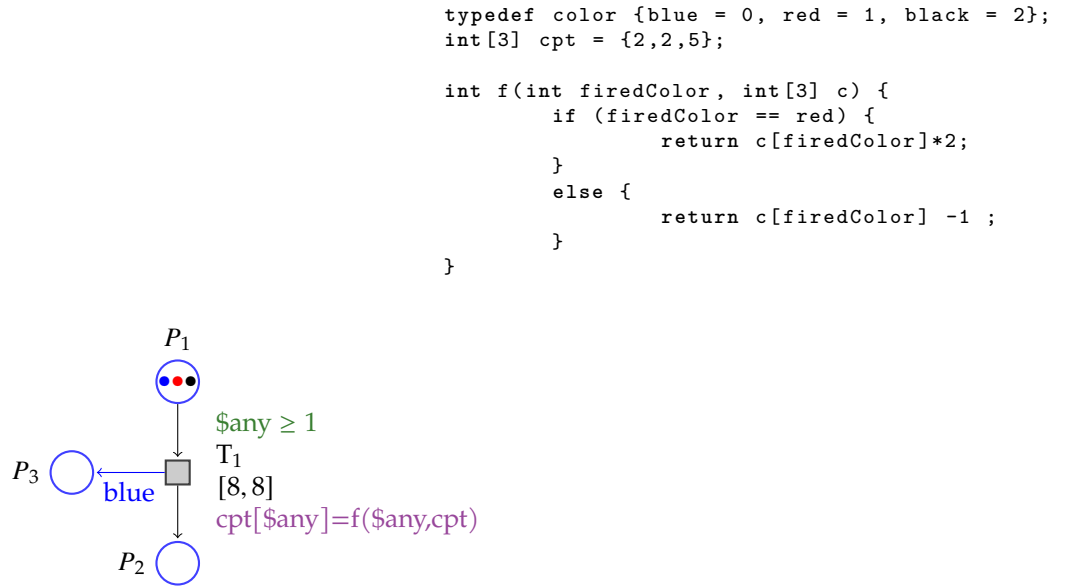 typedef color {blue = 0, red = 1, black = 2};
int[3] cpt = {2,2,5};
int f(int firedColor, int[3] c) {
if (firedColor == red) {
return c[firedColor]*2;
}
else {
return c[firedColor] -1 ;
}
}
P1
$any ≥ 1
T1
[8, 8]
cpt[$any]=f($any,cpt)
P3
blue
P2